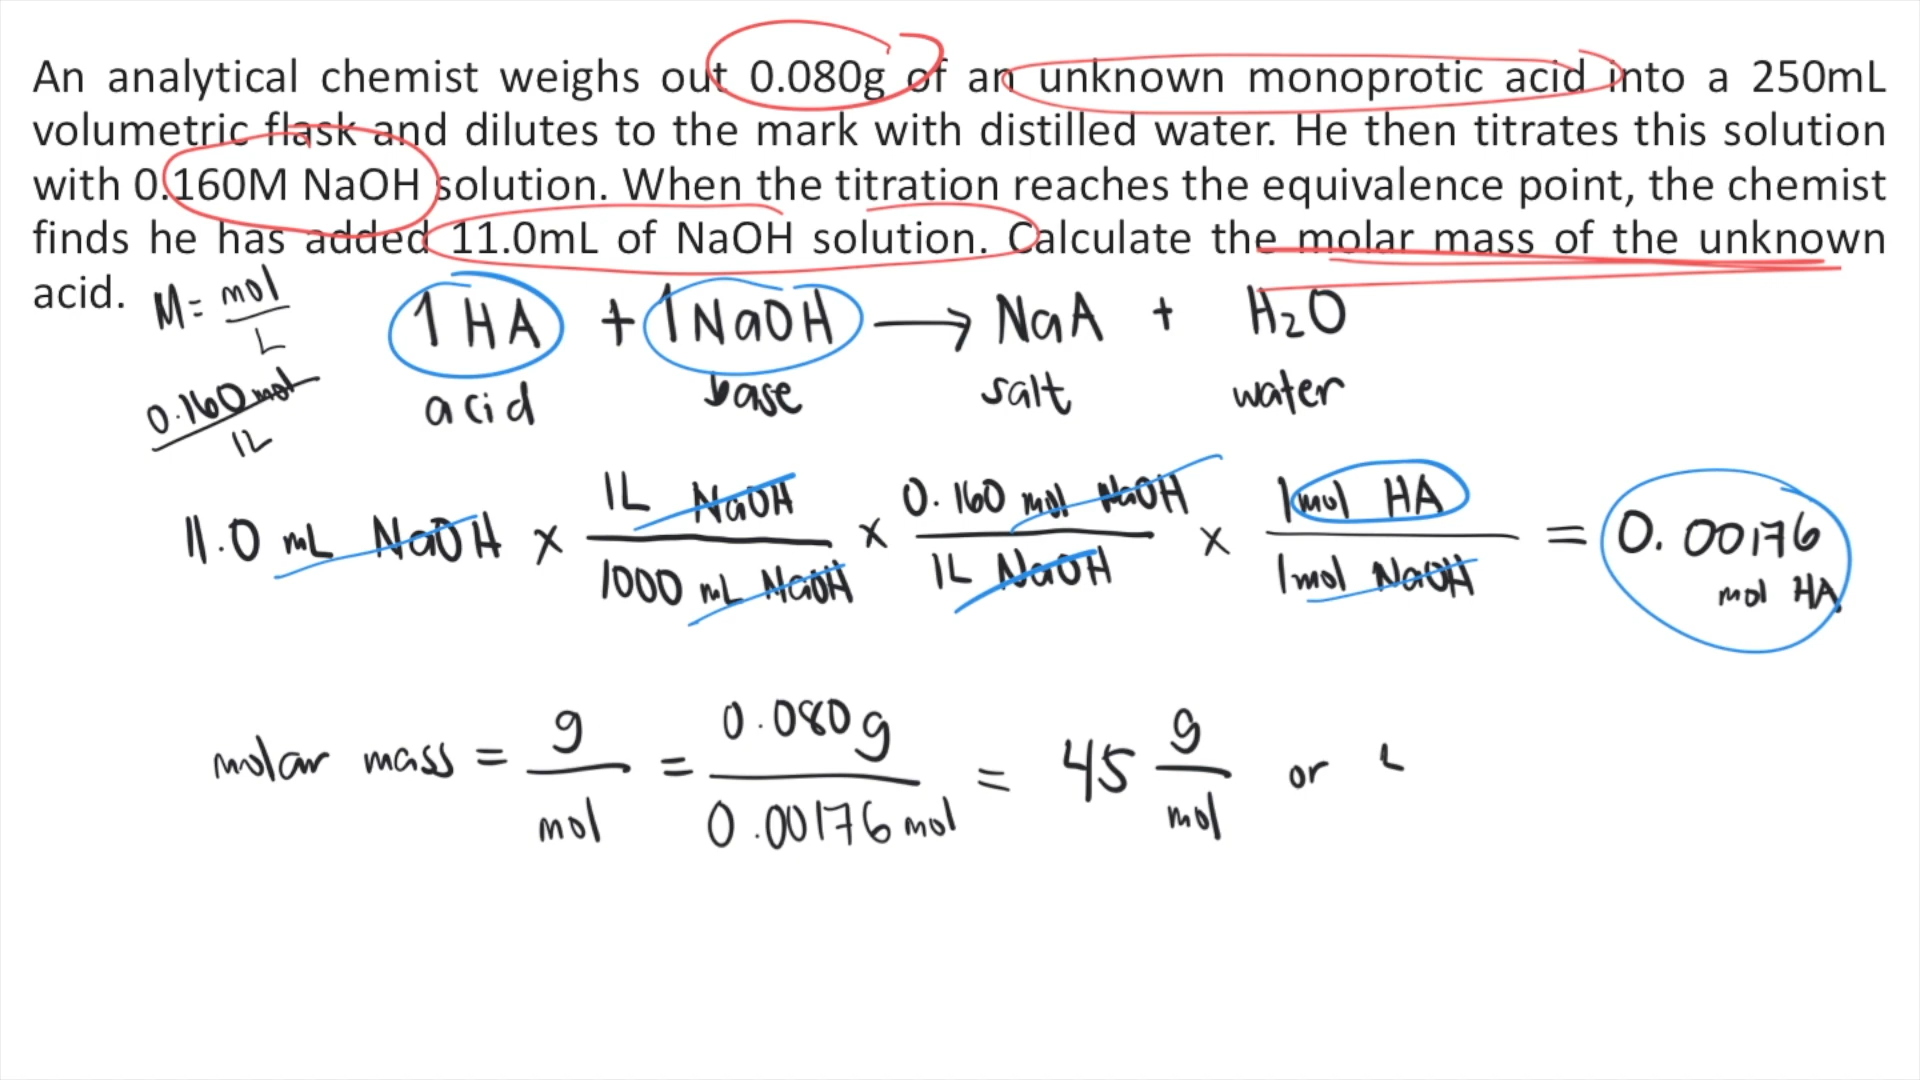 An analytical chemist weighs out 0.080g of an unknown monoprotic acid into a 250mL
volumetric flask and dilutes to the mark with distilled water. He then titrates this solution
with 0.160M NaOH solution. When the titration reaches the equivalence point, the chemist
finds he has added 11.0mL of NaOH solution. Calculate the molar mass of the unknown
acid.
M = mol / L
0.160 mol / 1L
1 HA + 1 NaOH → NaA + H₂O
acid base salt water
11.0 mL NaOH x 1L NaOH / 1000 mL NaOH x 0.160 mol NaOH / 1L NaOH x 1 mol HA / 1 mol NaOH = 0.00176 mol HA
molar mass = g / mol = 0.080 g / 0.00176 mol = 45 g / mol or